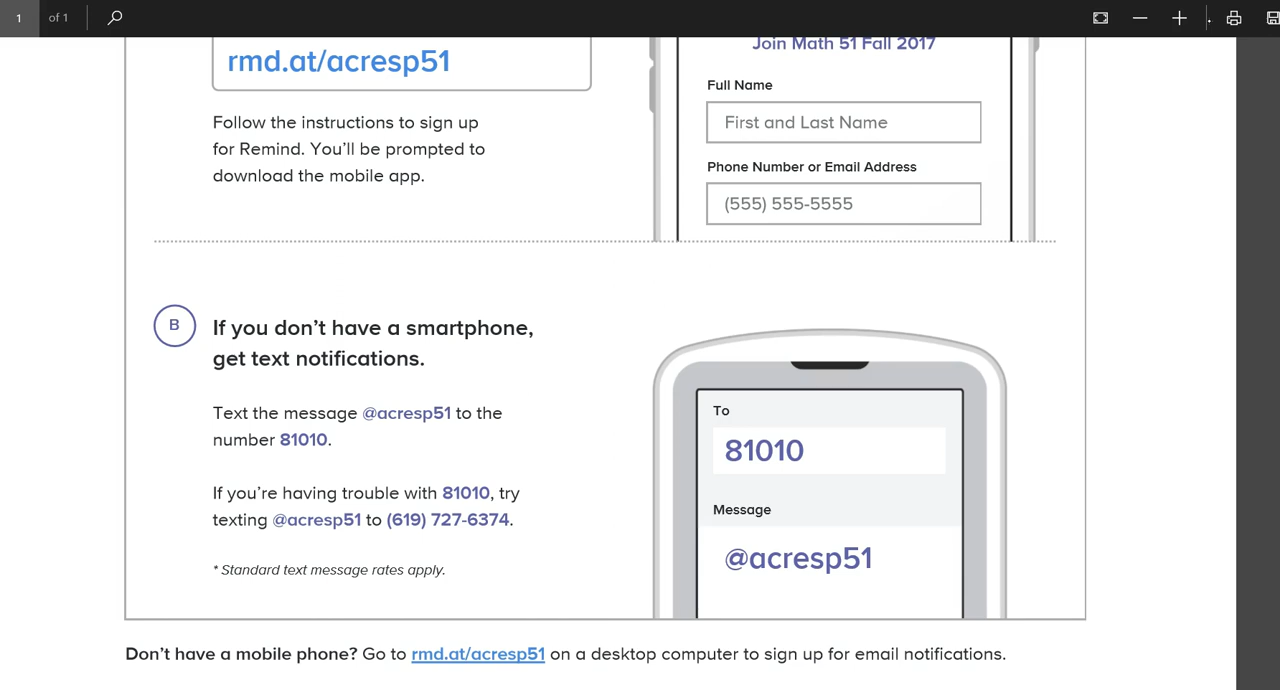 1 of 1
rmd.at/acresp51
Follow the instructions to sign up
for Remind. You’ll be prompted to
download the mobile app.
Join Math 51 Fall 2017
Full Name
First and Last Name
Phone Number or Email Address
(555) 555-5555
B
If you don’t have a smartphone,
get text notifications.
Text the message @acresp51 to the
number 81010.
If you’re having trouble with 81010, try
texting @acresp51 to (619) 727-6374.
* Standard text message rates apply.
To
81010
Message
@acresp51
Don’t have a mobile phone? Go to rmd.at/acresp51 on a desktop computer to sign up for email notifications.